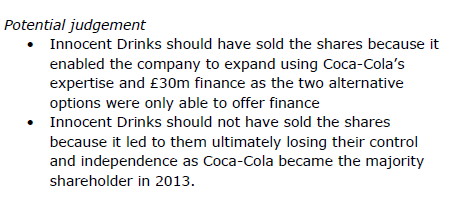 Potential judgement
• Innocent Drinks should have sold the shares because it
enabled the company to expand using Coca-Cola's
expertise and £30m finance as the two alternative
options were only able to offer finance
• Innocent Drinks should not have sold the shares
because it led to them ultimately losing their control
and independence as Coca-Cola became the majority
shareholder in 2013.